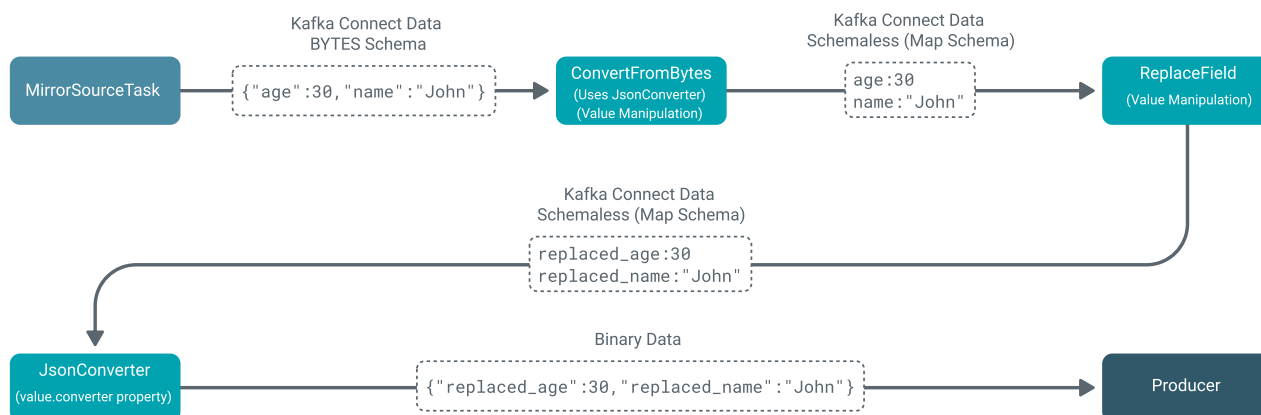 Kafka Connect Data
BYTES Schema
Kafka Connect Data
Schemaless (Map Schema)
MirrorSourceTask
{"age":30,"name":"John"}
ConvertFromBytes
(Uses JsonConverter)
(Value Manipulation)
age:30
name:"John"
ReplaceField
(Value Manipulation)
Kafka Connect Data
Schemaless (Map Schema)
replaced_age:30
replaced_name:"John"
Binary Data
JsonConverter
(value.converter property)
{"replaced_age":30,"replaced_name":"John"}
Producer